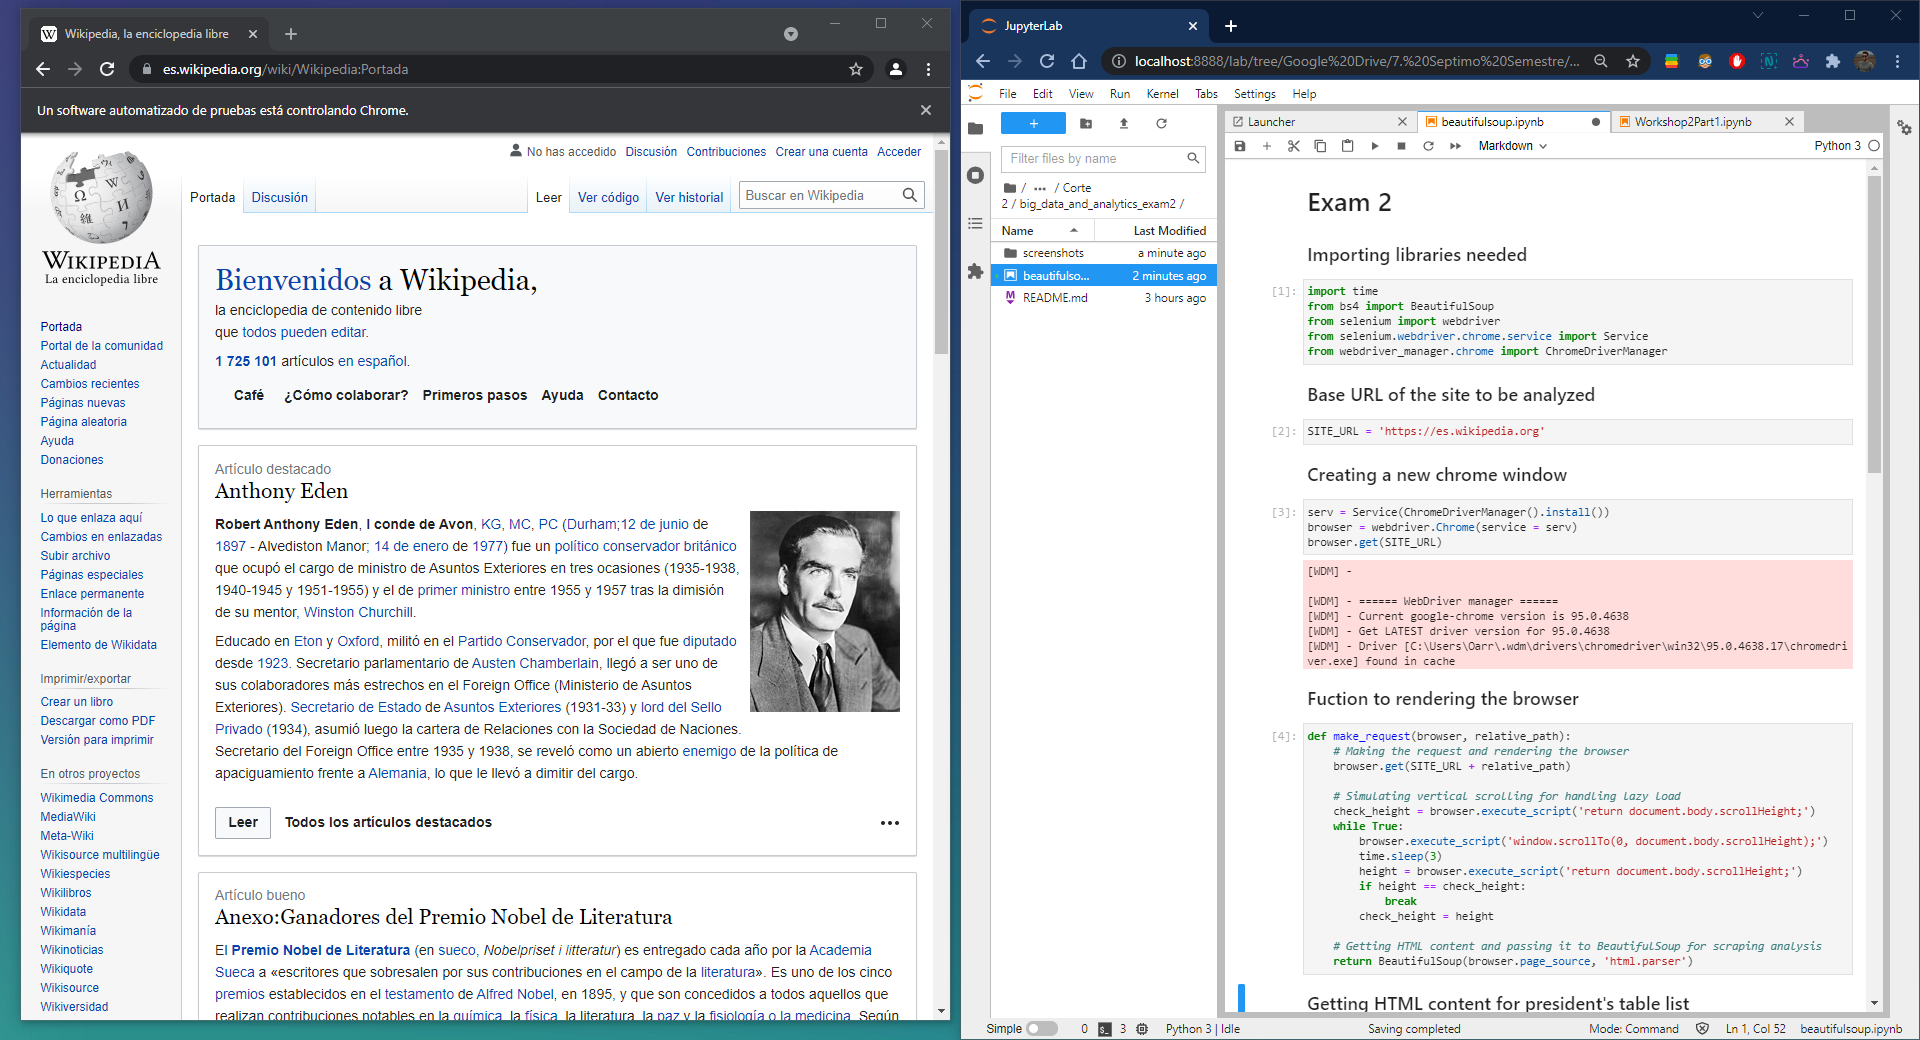 Wikipedia, la enciclopedia libre
es.wikipedia.org/wiki/Wikipedia:Portada
Un software automatizado de pruebas está controlando Chrome.
No has accedido Discusión Contribuciones Crear una cuenta Acceder
Portada Discusión Leer Ver código Ver historial Buscar en Wikipedia
WIKIPEDIA
La enciclopedia libre
Portada
Portal de la comunidad
Actualidad
Cambios recientes
Páginas nuevas
Página aleatoria
Ayuda
Donaciones
Herramientas
Lo que enlaza aquí
Cambios en enlazadas
Subir archivo
Páginas especiales
Enlace permanente
Información de la
página
Elemento de Wikidata
Imprimir/exportar
Crear un libro
Descargar como PDF
Versión para imprimir
En otros proyectos
Wikimedia Commons
MediaWiki
Meta-Wiki
Wikisource multilingüe
Wikiespecies
Wikilibros
Wikidata
Wikimanía
Wikinoticias
Wikiquote
Wikisource
Wikiversidad
Bienvenidos a Wikipedia,
la enciclopedia de contenido libre
que todos pueden editar.
1 725 101 artículos en español.
Café ¿Cómo colaborar? Primeros pasos Ayuda Contacto
Artículo destacado
Anthony Eden
Robert Anthony Eden, I conde de Avon, KG, MC, PC (Durham;12 de junio de
1897 - Alvediston Manor; 14 de enero de 1977) fue un político conservador británico
que ocupó el cargo de ministro de Asuntos Exteriores en tres ocasiones (1935-1938,
1940-1945 y 1951-1955) y el de primer ministro entre 1955 y 1957 tras la dimisión
de su mentor, Winston Churchill.
Educado en Eton y Oxford, militó en el Partido Conservador, por el que fue diputado
desde 1923. Secretario parlamentario de Austen Chamberlain, llegó a ser uno de
sus colaboradores más estrechos en el Foreign Office (Ministerio de Asuntos
Exteriores). Secretario de Estado de Asuntos Exteriores (1931-33) y lord del Sello
Privado (1934), asumió luego la cartera de Relaciones con la Sociedad de Naciones.
Secretario del Foreign Office entre 1935 y 1938, se reveló como un abierto enemigo de la política de
apaciguamiento frente a Alemania, lo que le llevó a dimitir del cargo.
Leer Todos los artículos destacados
Artículo bueno
Anexo:Ganadores del Premio Nobel de Literatura
El Premio Nobel de Literatura (en sueco, Nobelpriset i litteratur) es entregado cada año por la Academia
Sueca a «escritores que sobresalen por sus contribuciones en el campo de la literatura». Es uno de los cinco
premios establecidos en el testamento de Alfred Nobel, en 1895, y que son concedidos a todos aquellos que
realizan contribuciones notables en la química, la física, la literatura, la paz y la fisiología o la medicina. Según
JupyterLab
localhost:8888/lab/tree/Google%20Drive/7.%20Septimo%20Semestre/...
File Edit View Run Kernel Tabs Settings Help
Filter files by name
/ ... / Corte
2 / big_data_and_analytics_exam2 /
Name Last Modified
screenshots a minute ago
beautifulso... 2 minutes ago
README.md 3 hours ago
Launcher beautifulsoup.ipynb Workshop2Part1.ipynb
Markdown Python 3
Exam 2
Importing libraries needed
[1]: import time
from bs4 import BeautifulSoup
from selenium import webdriver
from selenium.webdriver.chrome.service import Service
from webdriver_manager.chrome import ChromeDriverManager
Base URL of the site to be analyzed
[2]: SITE_URL = 'https://es.wikipedia.org'
Creating a new chrome window
[3]: serv = Service(ChromeDriverManager().install())
browser = webdriver.Chrome(service = serv)
browser.get(SITE_URL)
[WDM] -
[WDM] - ====== WebDriver manager ======
[WDM] - Current google-chrome version is 95.0.4638
[WDM] - Get LATEST driver version for 95.0.4638
[WDM] - Driver [C:\Users\Oarr\.wdm\drivers\chromedriver\win32\95.0.4638.17\chromedri
ver.exe] found in cache
Fuction to rendering the browser
[4]: def make_request(browser, relative_path):
# Making the request and rendering the browser
browser.get(SITE_URL + relative_path)
# Simulating vertical scrolling for handling lazy load
check_height = browser.execute_script('return document.body.scrollHeight;')
while True:
browser.execute_script('window.scrollTo(0, document.body.scrollHeight);')
time.sleep(3)
height = browser.execute_script('return document.body.scrollHeight;')
if height == check_height:
break
check_height = height
# Getting HTML content and passing it to BeautifulSoup for scraping analysis
return BeautifulSoup(browser.page_source, 'html.parser')
Getting HTML content for president's table list
Simple 0 3 Python 3 | Idle Saving completed Mode: Command Ln 1, Col 52 beautifulsoup.ipynb